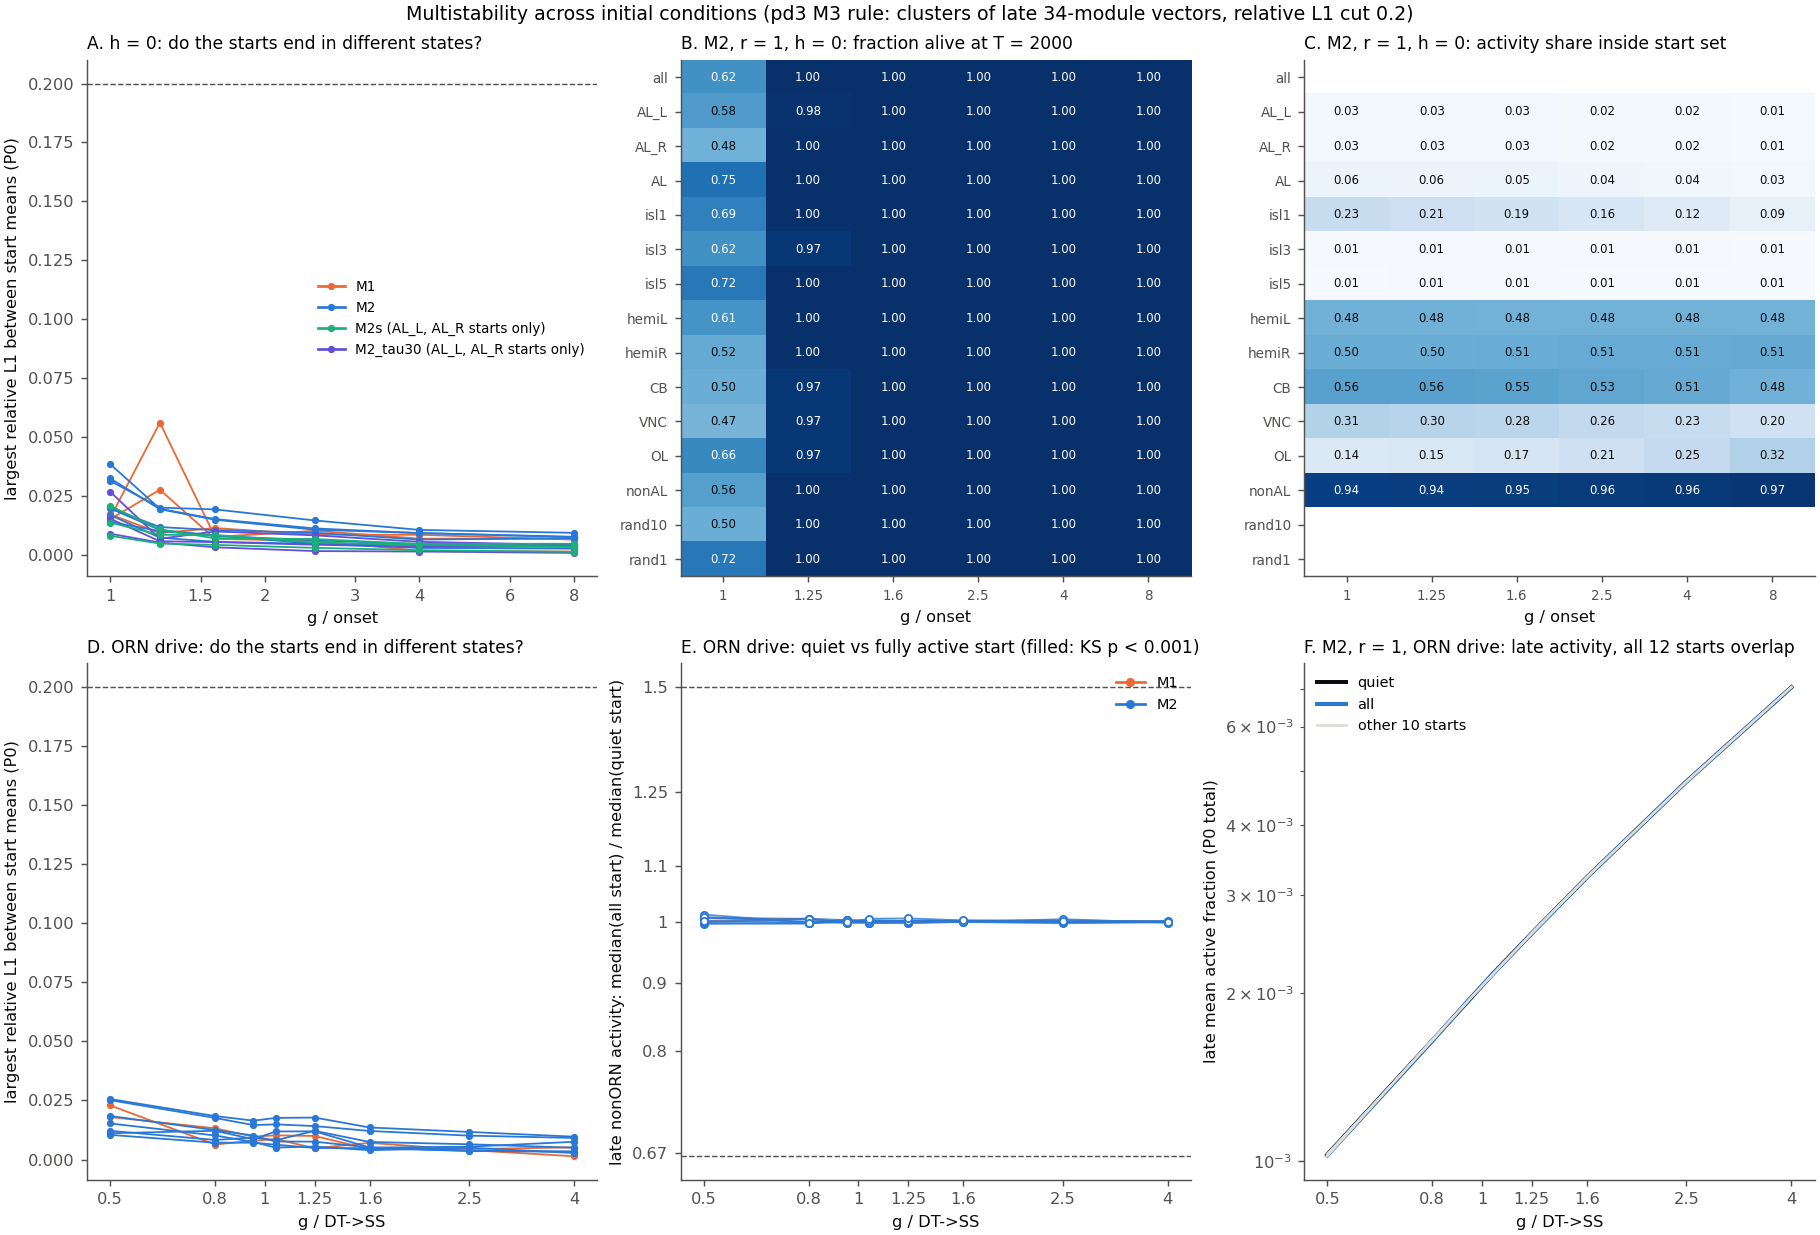 Multistability across initial conditions (pd3 M3 rule: clusters of late 34-module vectors, relative L1 cut 0.2)
A. h = 0: do the starts end in different states?
largest relative L1 between start means (P0)
0.200
0.175
0.150
0.125
0.100
0.075
0.050
0.025
0.000
M1
M2
M2s (AL_L, AL_R starts only)
M2_tau30 (AL_L, AL_R starts only)
1 1.5 2 3 4 6 8
g / onset
B. M2, r = 1, h = 0: fraction alive at T = 2000
all 0.62 1.00 1.00 1.00 1.00 1.00
AL_L 0.58 0.98 1.00 1.00 1.00 1.00
AL_R 0.48 1.00 1.00 1.00 1.00 1.00
AL 0.75 1.00 1.00 1.00 1.00 1.00
isl1 0.69 1.00 1.00 1.00 1.00 1.00
isl3 0.62 0.97 1.00 1.00 1.00 1.00
isl5 0.72 1.00 1.00 1.00 1.00 1.00
hemiL 0.61 1.00 1.00 1.00 1.00 1.00
hemiR 0.52 1.00 1.00 1.00 1.00 1.00
CB 0.50 0.97 1.00 1.00 1.00 1.00
VNC 0.47 0.97 1.00 1.00 1.00 1.00
OL 0.66 0.97 1.00 1.00 1.00 1.00
nonAL 0.56 1.00 1.00 1.00 1.00 1.00
rand10 0.50 1.00 1.00 1.00 1.00 1.00
rand1 0.72 1.00 1.00 1.00 1.00 1.00
1 1.25 1.6 2.5 4 8
g / onset
C. M2, r = 1, h = 0: activity share inside start set
all
AL_L 0.03 0.03 0.03 0.02 0.02 0.01
AL_R 0.03 0.03 0.03 0.02 0.02 0.01
AL 0.06 0.06 0.05 0.04 0.04 0.03
isl1 0.23 0.21 0.19 0.16 0.12 0.09
isl3 0.01 0.01 0.01 0.01 0.01 0.01
isl5 0.01 0.01 0.01 0.01 0.01 0.01
hemiL 0.48 0.48 0.48 0.48 0.48 0.48
hemiR 0.50 0.50 0.51 0.51 0.51 0.51
CB 0.56 0.56 0.55 0.53 0.51 0.48
VNC 0.31 0.30 0.28 0.26 0.23 0.20
OL 0.14 0.15 0.17 0.21 0.25 0.32
nonAL 0.94 0.94 0.95 0.96 0.96 0.97
rand10
rand1
1 1.25 1.6 2.5 4 8
g / onset
D. ORN drive: do the starts end in different states?
largest relative L1 between start means (P0)
0.200
0.175
0.150
0.125
0.100
0.075
0.050
0.025
0.000
0.5 0.8 1 1.25 1.6 2.5 4
g / DT->SS
E. ORN drive: quiet vs fully active start (filled: KS p < 0.001)
late nonORN activity: median(all start) / median(quiet start)
1.5
1.25
1.1
1
0.9
0.8
0.67
M1
M2
0.5 0.8 1 1.25 1.6 2.5 4
g / DT->SS
F. M2, r = 1, ORN drive: late activity, all 12 starts overlap
late mean active fraction (P0 total)
quiet
all
other 10 starts
6 × 10⁻³
4 × 10⁻³
3 × 10⁻³
2 × 10⁻³
10⁻³
0.5 0.8 1 1.25 1.6 2.5 4
g / DT->SS